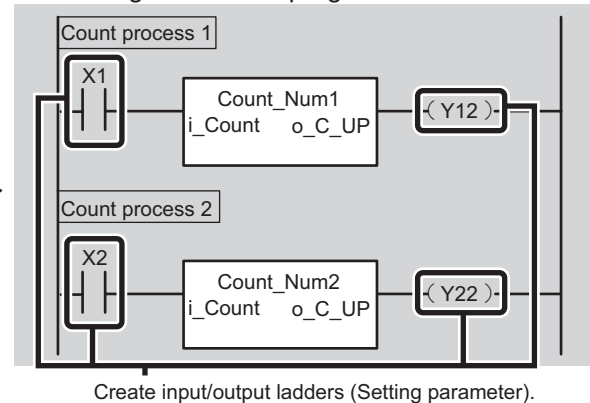 Count process 1
X1
Count_Num1
i_Count o_C_UP
Y12
Count process 2
X2
Count_Num2
i_Count o_C_UP
Y22
Create input/output ladders (Setting parameter).